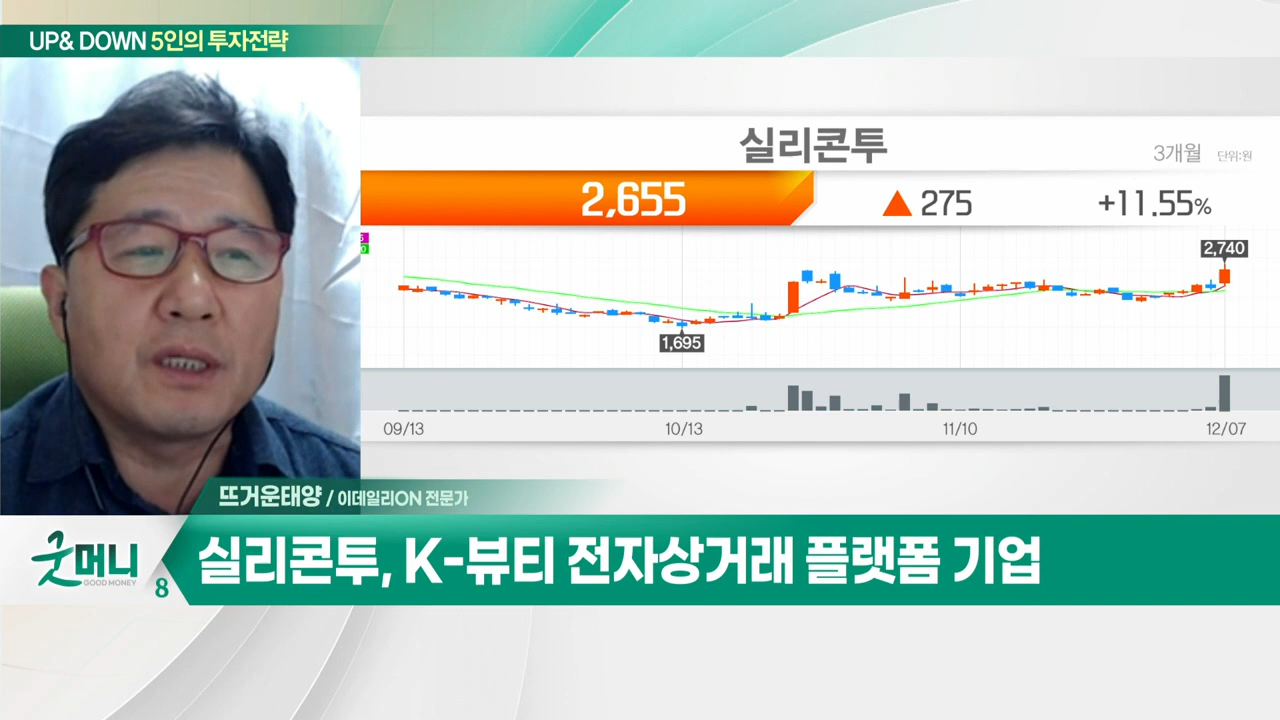 UP& DOWN 5인의 투자전략
실리콘투
3개월 단위:원
2,655 ▲ 275 +11.55%
2,740
1,695
09/13 10/13 11/10 12/07
뜨거운태양 / 이데일리ON 전문가
굿머니
GOOD MONEY
8
실리콘투, K-뷰티 전자상거래 플랫폼 기업